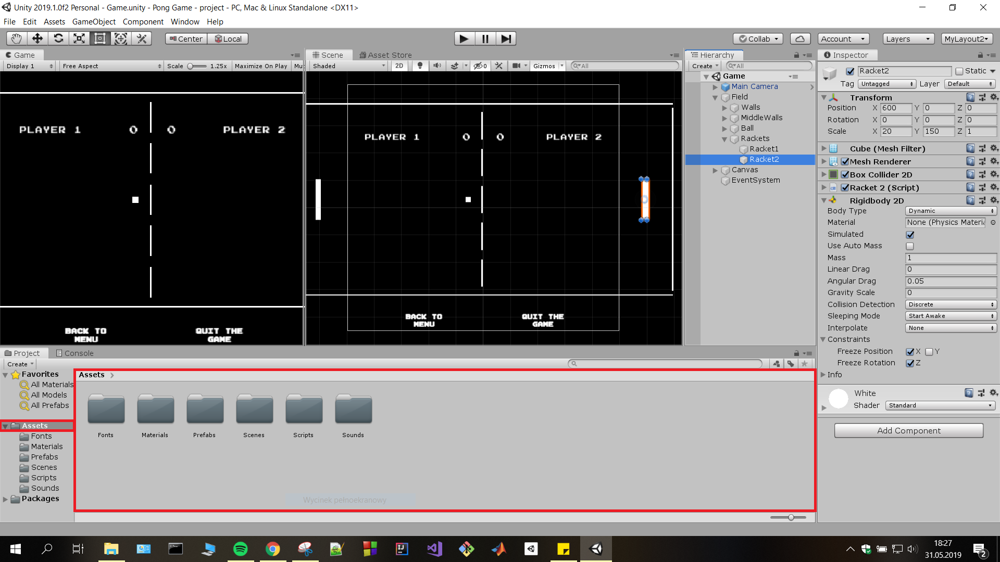 Unity 2019.1.0f2 Personal - Game.unity - Pong Game - project - PC, Mac & Linux Standalone <DX11>
File Edit Assets GameObject Component Window Help
Center Local
Collab Account Layers MyLayout2
Game
Display 1 Free Aspect Scale 1.25x Maximize On Play Mu
PLAYER 1 0 0 PLAYER 2
BACK TO
MENU
QUIT THE
GAME
Scene Asset Store
Shaded 2D 0 Gizmos All
PLAYER 1 0 0 PLAYER 2
BACK TO
MENU
QUIT THE
GAME
Hierarchy
Create All
Game
Main Camera
Field
Walls
MiddleWalls
Ball
Rackets
Racket1
Racket2
Canvas
EventSystem
Inspector
Racket2 Static
Tag Untagged Layer Default
Transform
Position X 600 Y 0 Z 0
Rotation X 0 Y 0 Z 0
Scale X 20 Y 150 Z 1
Cube (Mesh Filter)
Mesh Renderer
Box Collider 2D
Racket 2 (Script)
Rigidbody 2D
Body Type Dynamic
Material None (Physics Materia
Simulated
Use Auto Mass
Mass 1
Linear Drag 0
Angular Drag 0.05
Gravity Scale 0
Collision Detection Discrete
Sleeping Mode Start Awake
Interpolate None
Constraints
Freeze Position X Y
Freeze Rotation Z
Info
White
Shader Standard
Add Component
Project Console
Create
Favorites
All Materials
All Models
All Prefabs
Assets
Fonts
Materials
Prefabs
Scenes
Scripts
Sounds
Packages
Assets
Fonts Materials Prefabs Scenes Scripts Sounds
Wycinek pełnoekranowy
18:27
31.05.2019
2